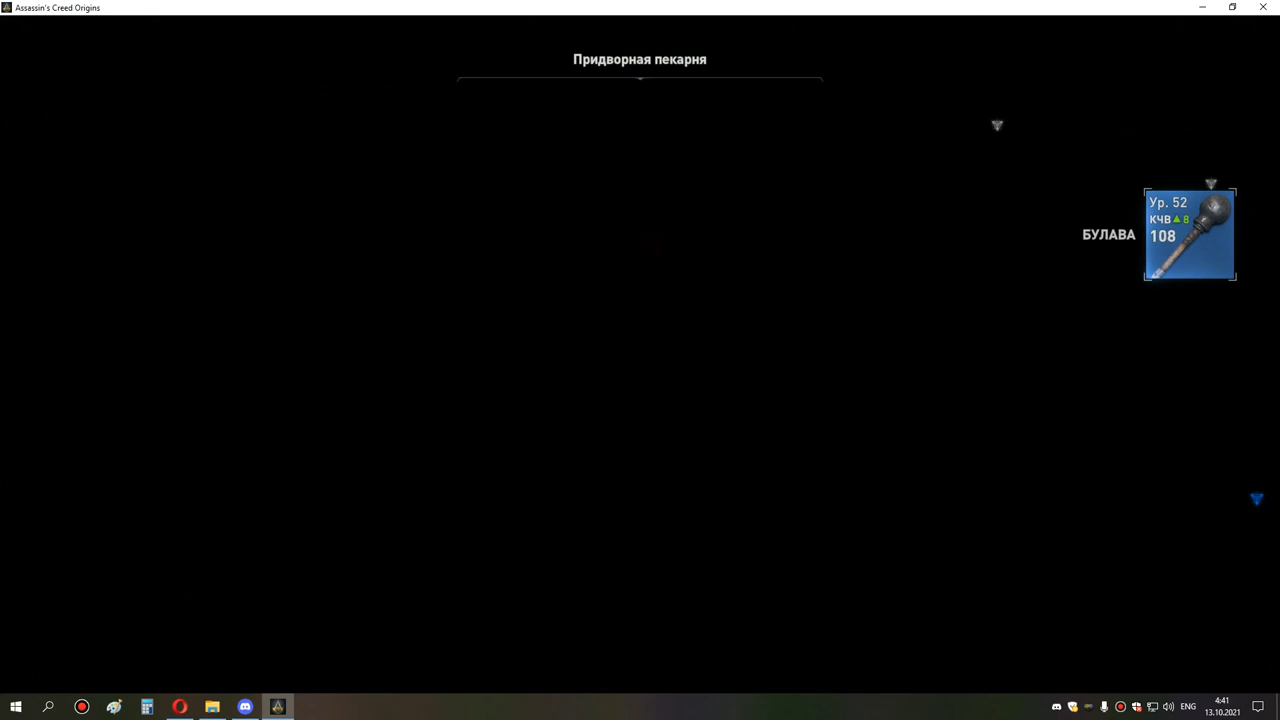 Assassin's Creed Origins
Придворная пекарня
Ур. 52
КЧВ 8
БУЛАВА
108
ENG
4:41
13.10.2021